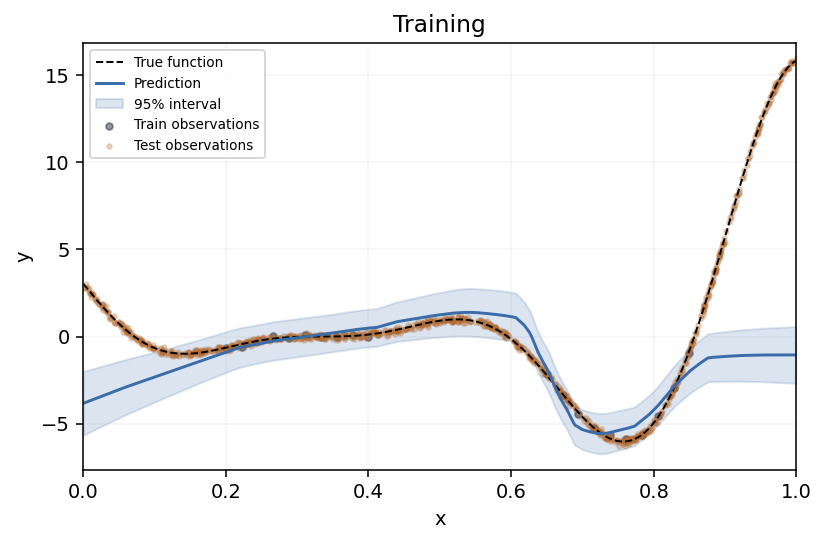 Training
True function
Prediction
95% interval
Train observations
Test observations
15
10
5
0
−5
y
0.0 0.2 0.4 0.6 0.8 1.0
x